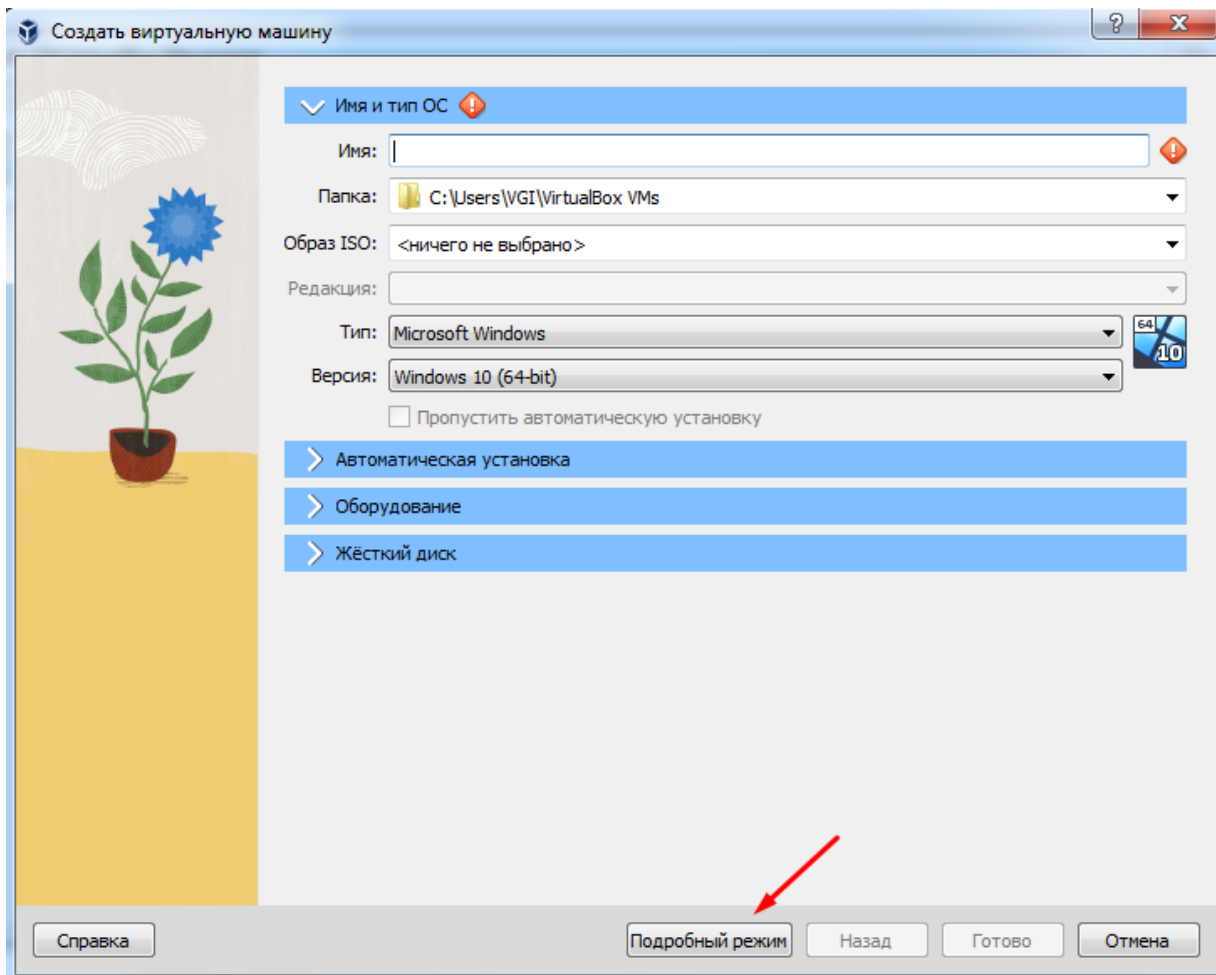 Создать виртуальную машину
?
X
Имя и тип ОС
Имя:
Папка: C:\Users\VGI\VirtualBox VMs
Образ ISO: <ничего не выбрано>
Редакция:
Тип: Microsoft Windows
64
10
Версия: Windows 10 (64-bit)
Пропустить автоматическую установку
Автоматическая установка
Оборудование
Жёсткий диск
Справка
Подробный режим
Назад
Готово
Отмена